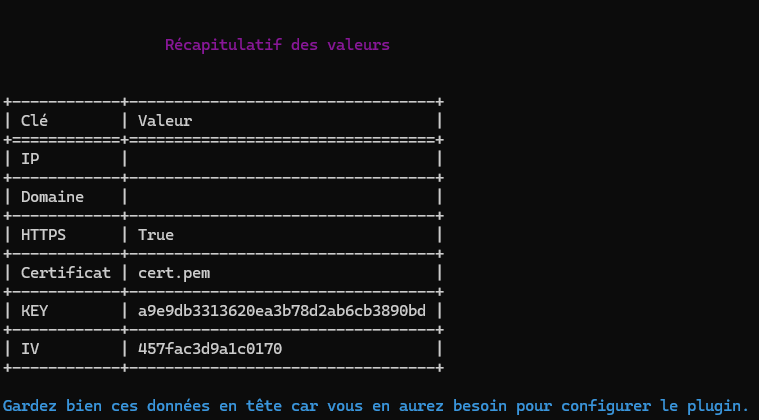 Récapitulatif des valeurs
Clé Valeur
IP
Domaine
HTTPS True
Certificat cert.pem
KEY a9e9db3313620ea3b78d2ab6cb3890bd
IV 457fac3d9a1c0170
Gardez bien ces données en tête car vous en aurez besoin pour configurer le plugin.